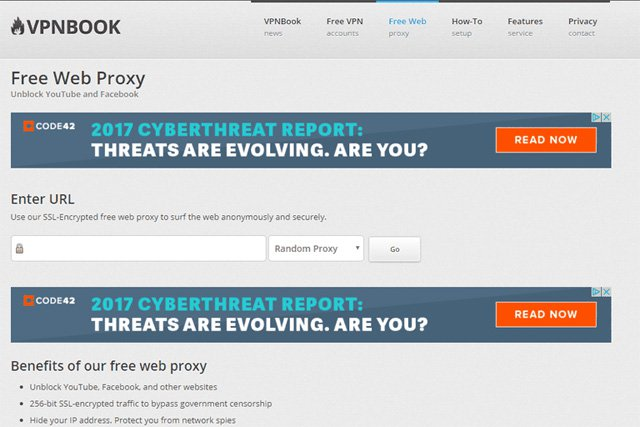 VPNBOOK
VPNBook
news
Free VPN
accounts
Free Web
proxy
How-To
setup
Features
service
Privacy
contact
Free Web Proxy
Unblock YouTube and Facebook
CODE42
2017 CYBERTHREAT REPORT:
THREATS ARE EVOLVING. ARE YOU?
READ NOW
Enter URL
Use our SSL-Encrypted free web proxy to surf the web anonymously and securely.
Random Proxy
Go
CODE42
2017 CYBERTHREAT REPORT:
THREATS ARE EVOLVING. ARE YOU?
READ NOW
Benefits of our free web proxy
Unblock YouTube, Facebook, and other websites
256-bit SSL-encrypted traffic to bypass government censorship
Hide your IP address. Protect you from network spies